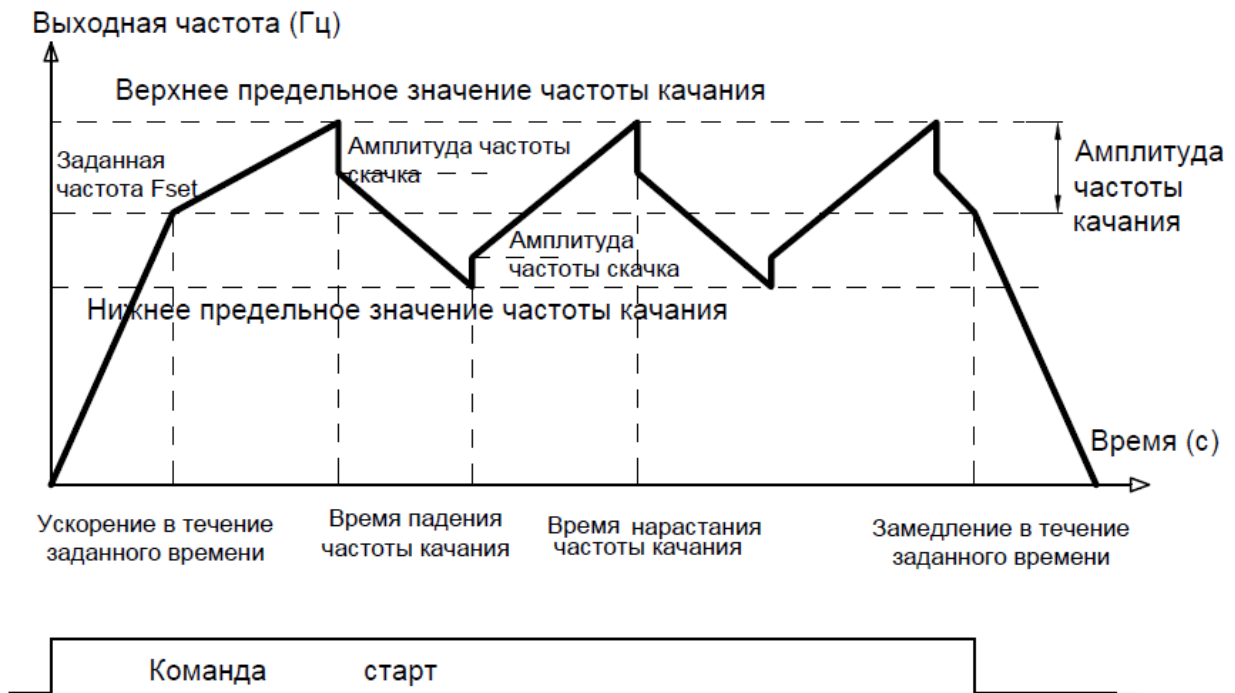 Выходная частота (Гц)
Верхнее предельное значение частоты качания
Амплитуда частоты
скачка
Заданная
частота Fset
Амплитуда
частоты
качания
Амплитуда
частоты скачка
Нижнее предельное значение частоты качания
Время (с)
Ускорение в течение
заданного времени
Время падения
частоты качания
Время нарастания
частоты качания
Замедление в течение
заданного времени
Команда старт